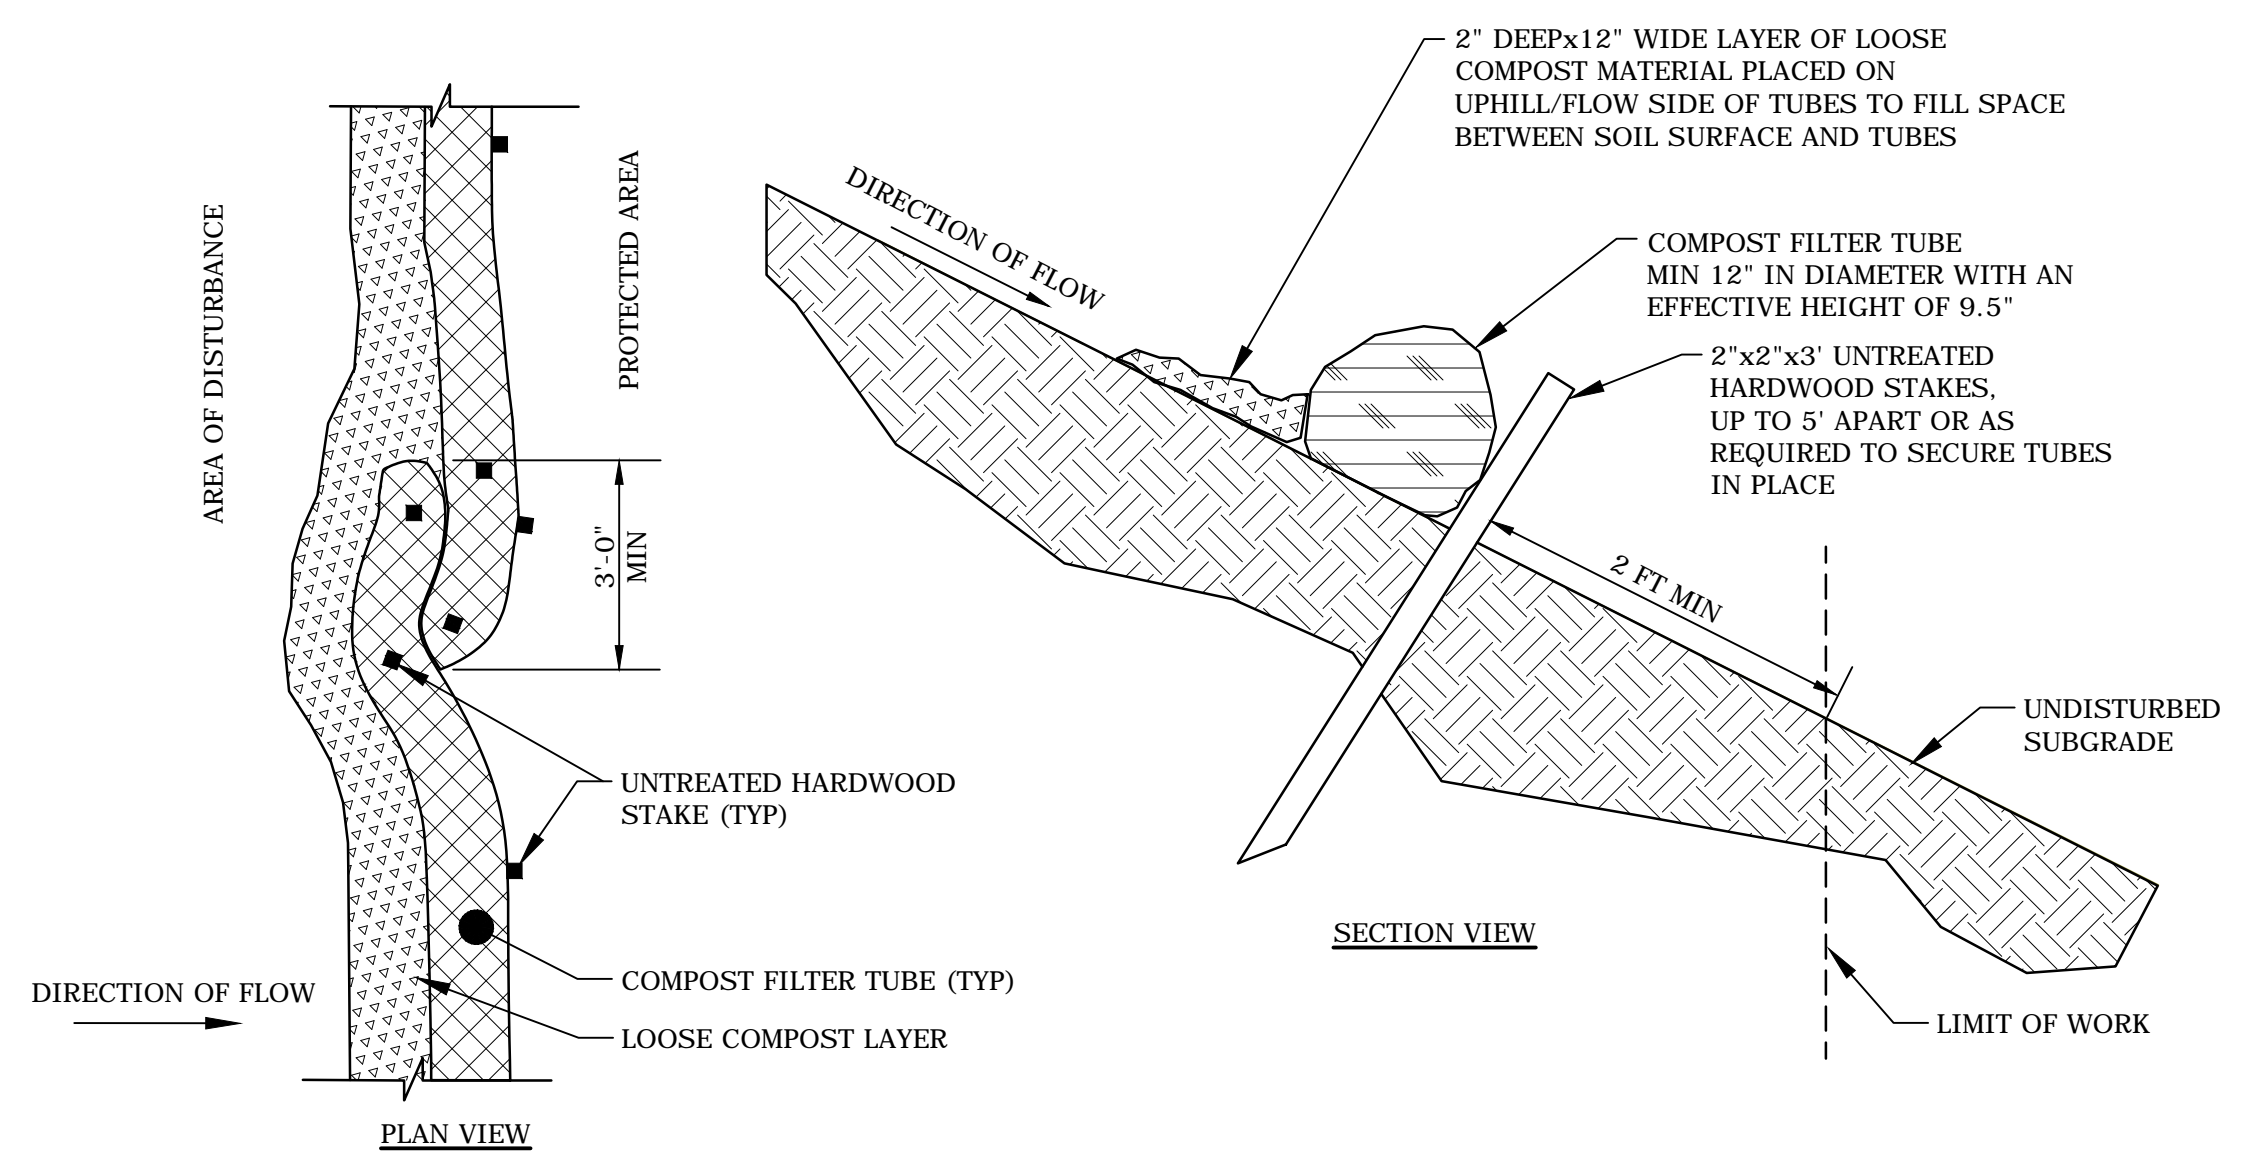 AREA OF DISTURBANCE
PROTECTED AREA
3'-0"
MIN
UNTREATED HARDWOOD
STAKE (TYP)
COMPOST FILTER TUBE (TYP)
LOOSE COMPOST LAYER
DIRECTION OF FLOW
PLAN VIEW
2" DEEPx12" WIDE LAYER OF LOOSE
COMPOST MATERIAL PLACED ON
UPHILL/FLOW SIDE OF TUBES TO FILL SPACE
BETWEEN SOIL SURFACE AND TUBES
DIRECTION OF FLOW
COMPOST FILTER TUBE
MIN 12" IN DIAMETER WITH AN
EFFECTIVE HEIGHT OF 9.5"
2"x2"x3' UNTREATED
HARDWOOD STAKES,
UP TO 5' APART OR AS
REQUIRED TO SECURE TUBES
IN PLACE
2 FT MIN
UNDISTURBED
SUBGRADE
LIMIT OF WORK
SECTION VIEW